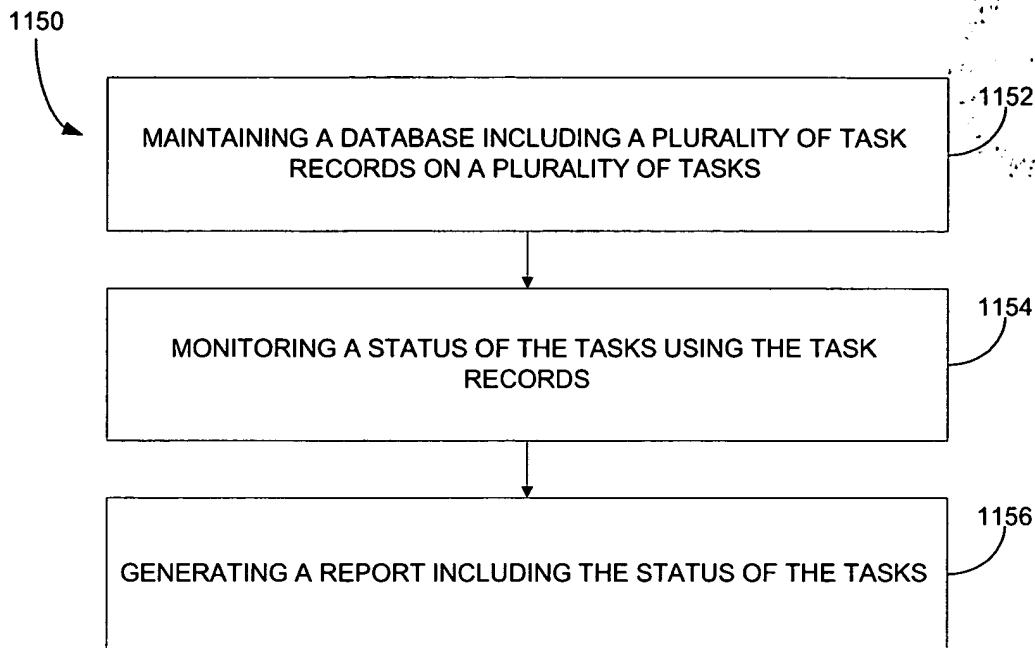 1150
1152
MAINTAINING A DATABASE INCLUDING A PLURALITY OF TASK
RECORDS ON A PLURALITY OF TASKS
1154
MONITORING A STATUS OF THE TASKS USING THE TASK
RECORDS
1156
GENERATING A REPORT INCLUDING THE STATUS OF THE TASKS